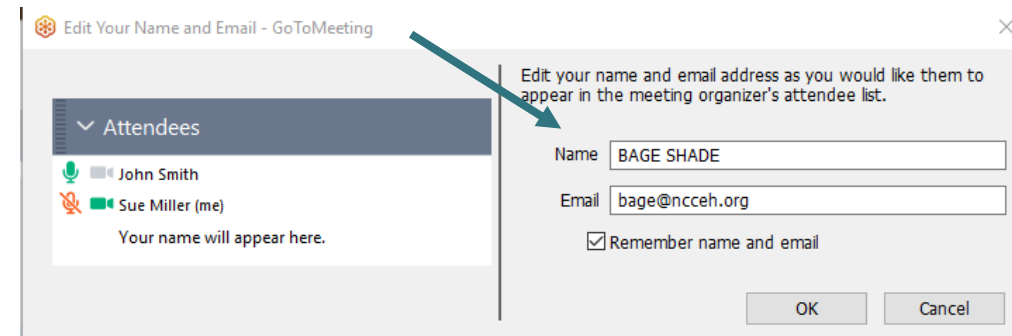 Edit Your Name and Email - GoToMeeting
Attendees
John Smith
Sue Miller (me)
Your name will appear here.
Edit your name and email address as you would like them to
appear in the meeting organizer's attendee list.
Name BAGE SHADE
Email bage@ncceh.org
Remember name and email
OK Cancel